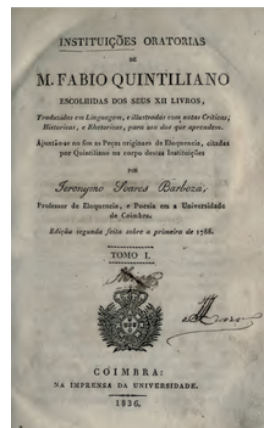 INSTITUIÇÕES ORATORIAS
DE
M. FABIO QUINTILIANO
ESCOLHIDAS DOS SEUS XII LIVROS,
Traduzidas em Linguagem, e illustradas com notas Criticas,
Historicas, e Rhetoricas, para uso dos que aprendem.
Ajuntão-se no fim as Peças originaes de Eloquencia, citadas
por Quintiliano no corpo destas Instituições
POR
Jeronymo Soares Barboza,
Professor de Eloquencia, e Poesia em a Universidade
de Coimbra.
Edição segunda feita sobre a primeira de 1788.
TOMO I.
COIMBRA:
NA IMPRENSA DA UNIVERSIDADE.
1836.